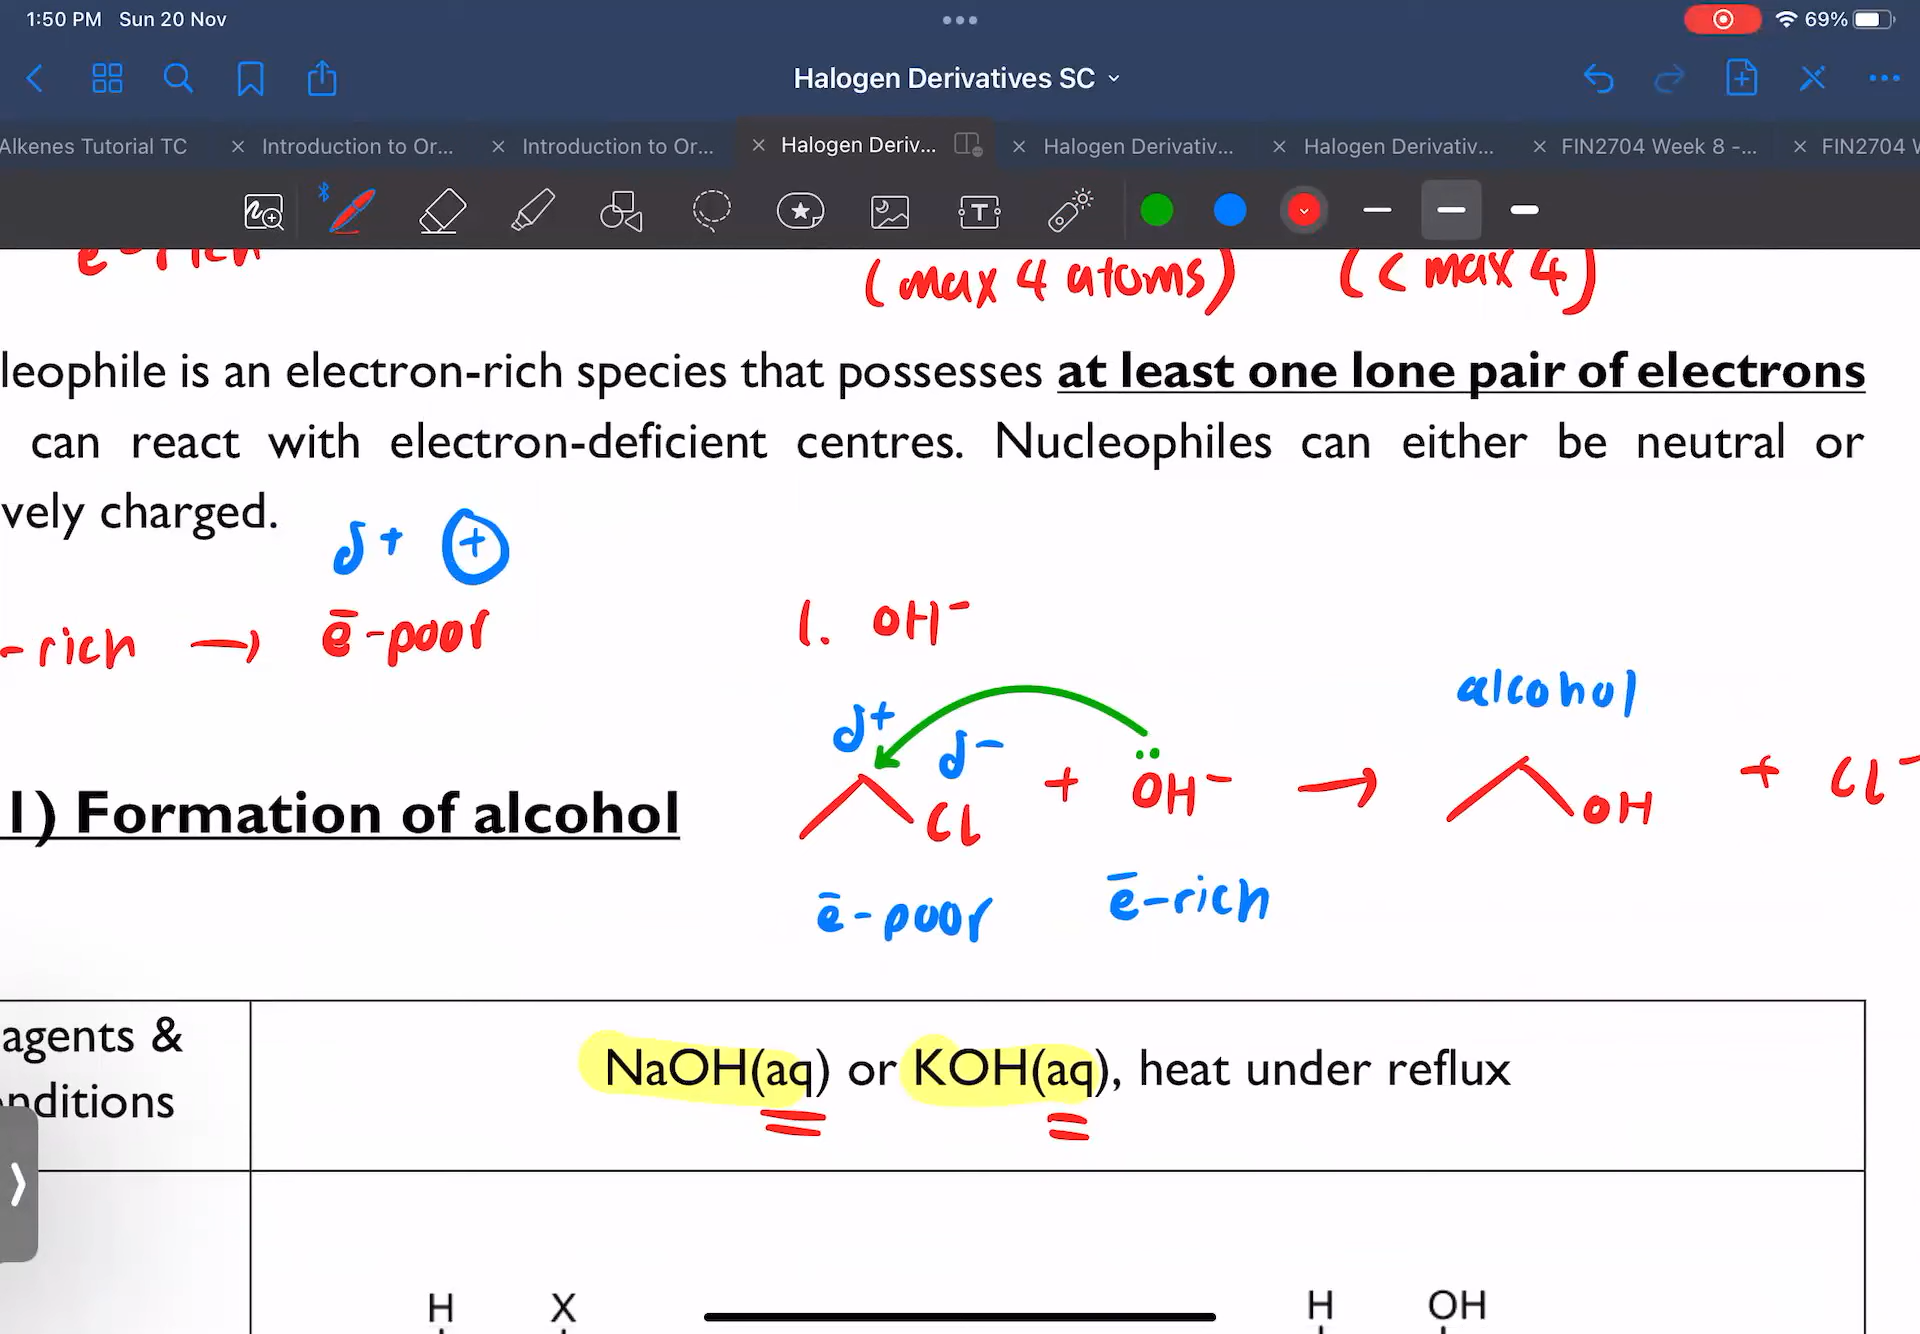 1:50 PM Sun 20 Nov
69%
Halogen Derivatives SC
Alkenes Tutorial TC
Introduction to Or...
Introduction to Or...
Halogen Deriv...
Halogen Derivativ...
Halogen Derivativ...
FIN2704 Week 8 -...
FIN2704 W
T
e-rich
(max 4 atoms)
(< max 4)
leophile is an electron-rich species that possesses at least one lone pair of electrons
can react with electron-deficient centres. Nucleophiles can either be neutral or
vely charged.
δ+ +
-rich → ē-poor
1. OH⁻
alcohol
δ+ δ−
Cl + ÖH⁻ → OH + Cl⁻
1) Formation of alcohol
ē-poor
ē-rich
agents &
nditions
NaOH(aq) or KOH(aq), heat under reflux
H X
H OH